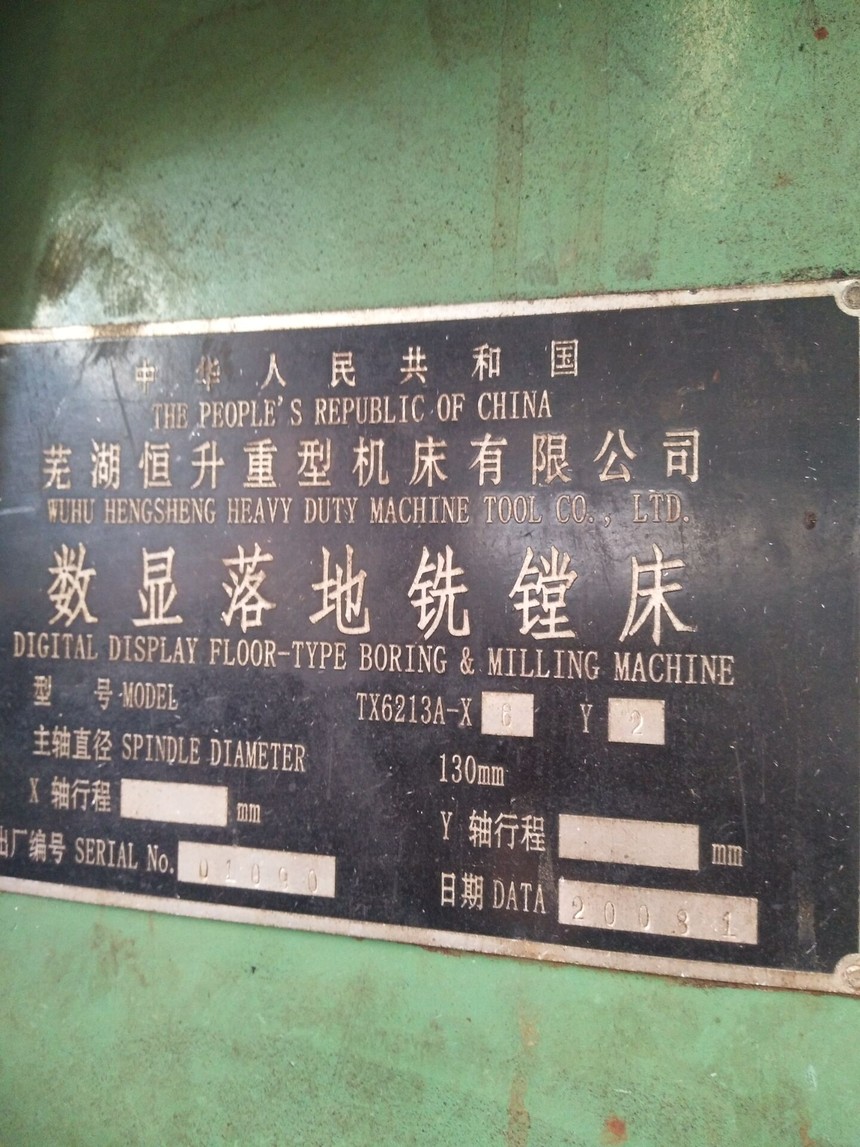 中华人民共和国
THE PEOPLE'S REPUBLIC OF CHINA
芜湖恒升重型机床有限公司
WUHU HENGSHENG HEAVY DUTY MACHINE TOOL CO., LTD.
数显落地铣镗床
DIGITAL DISPLAY FLOOR-TYPE BORING & MILLING MACHINE
型 号 MODEL TX6213A-X 6 Y 2
主轴直径 SPINDLE DIAMETER 130mm
X 轴行程 mm Y 轴行程 mm
出厂编号 SERIAL No. 01090 日期 DATA 20031